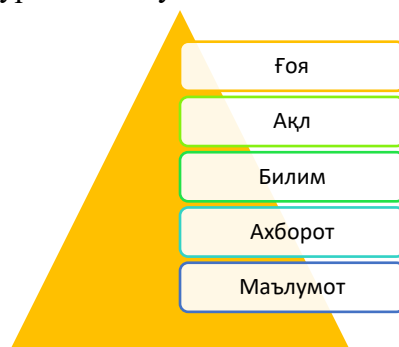 Ғоя
Ақл
Билим
Ахборот
Маълумот